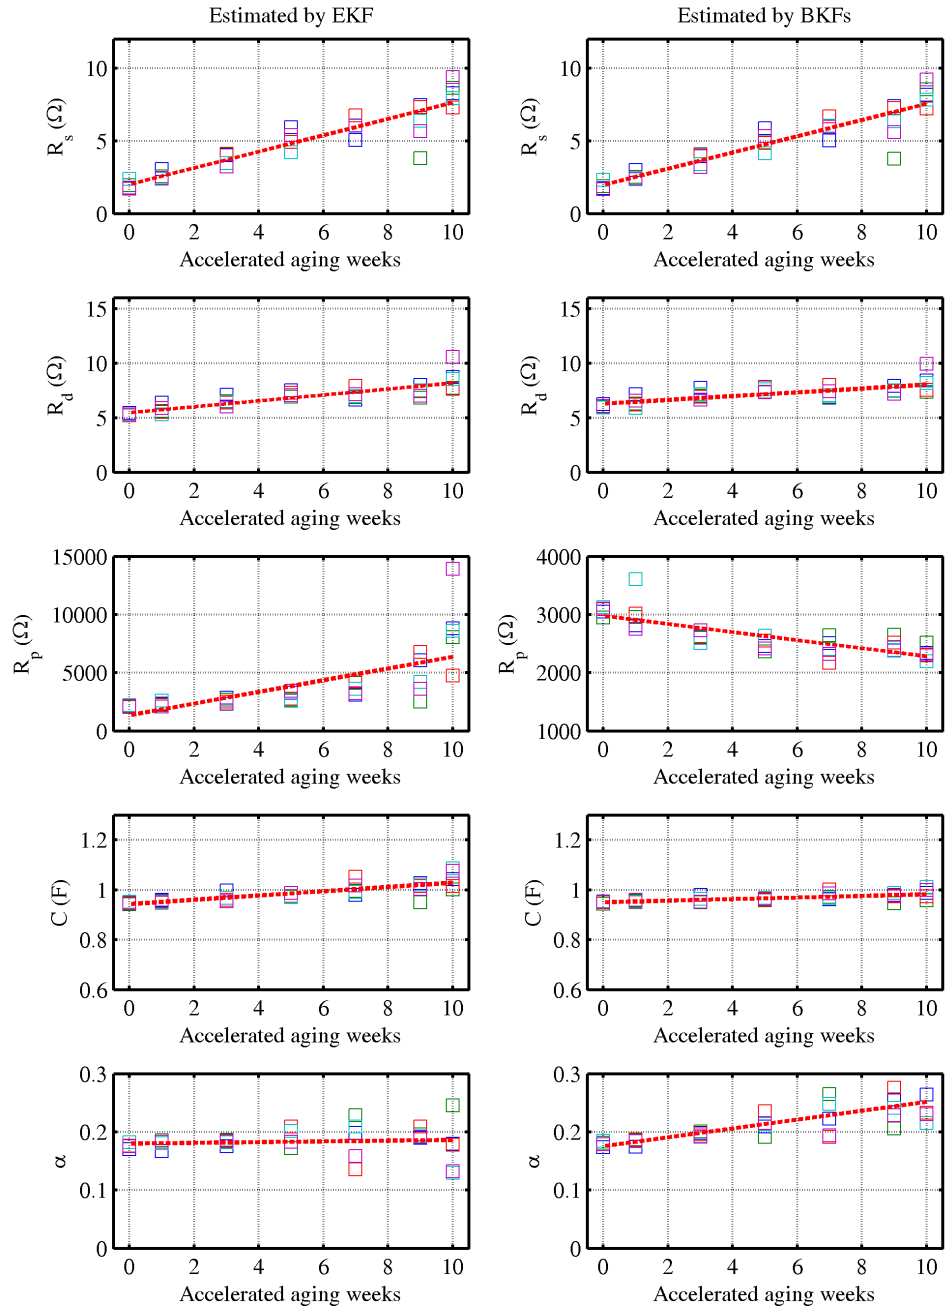 Estimated by EKF
Estimated by BKFs
10
5
0
R_s (Ω)
0 2 4 6 8 10
Accelerated aging weeks
10
5
0
R_s (Ω)
0 2 4 6 8 10
Accelerated aging weeks
15
10
5
0
R_d (Ω)
0 2 4 6 8 10
Accelerated aging weeks
15
10
5
0
R_d (Ω)
0 2 4 6 8 10
Accelerated aging weeks
15000
10000
5000
0
R_p (Ω)
0 2 4 6 8 10
Accelerated aging weeks
4000
3000
2000
1000
R_p (Ω)
0 2 4 6 8 10
Accelerated aging weeks
1.2
1
0.8
0.6
C (F)
0 2 4 6 8 10
Accelerated aging weeks
1.2
1
0.8
0.6
C (F)
0 2 4 6 8 10
Accelerated aging weeks
0.3
0.2
0.1
0
α
0 2 4 6 8 10
Accelerated aging weeks
0.3
0.2
0.1
0
α
0 2 4 6 8 10
Accelerated aging weeks